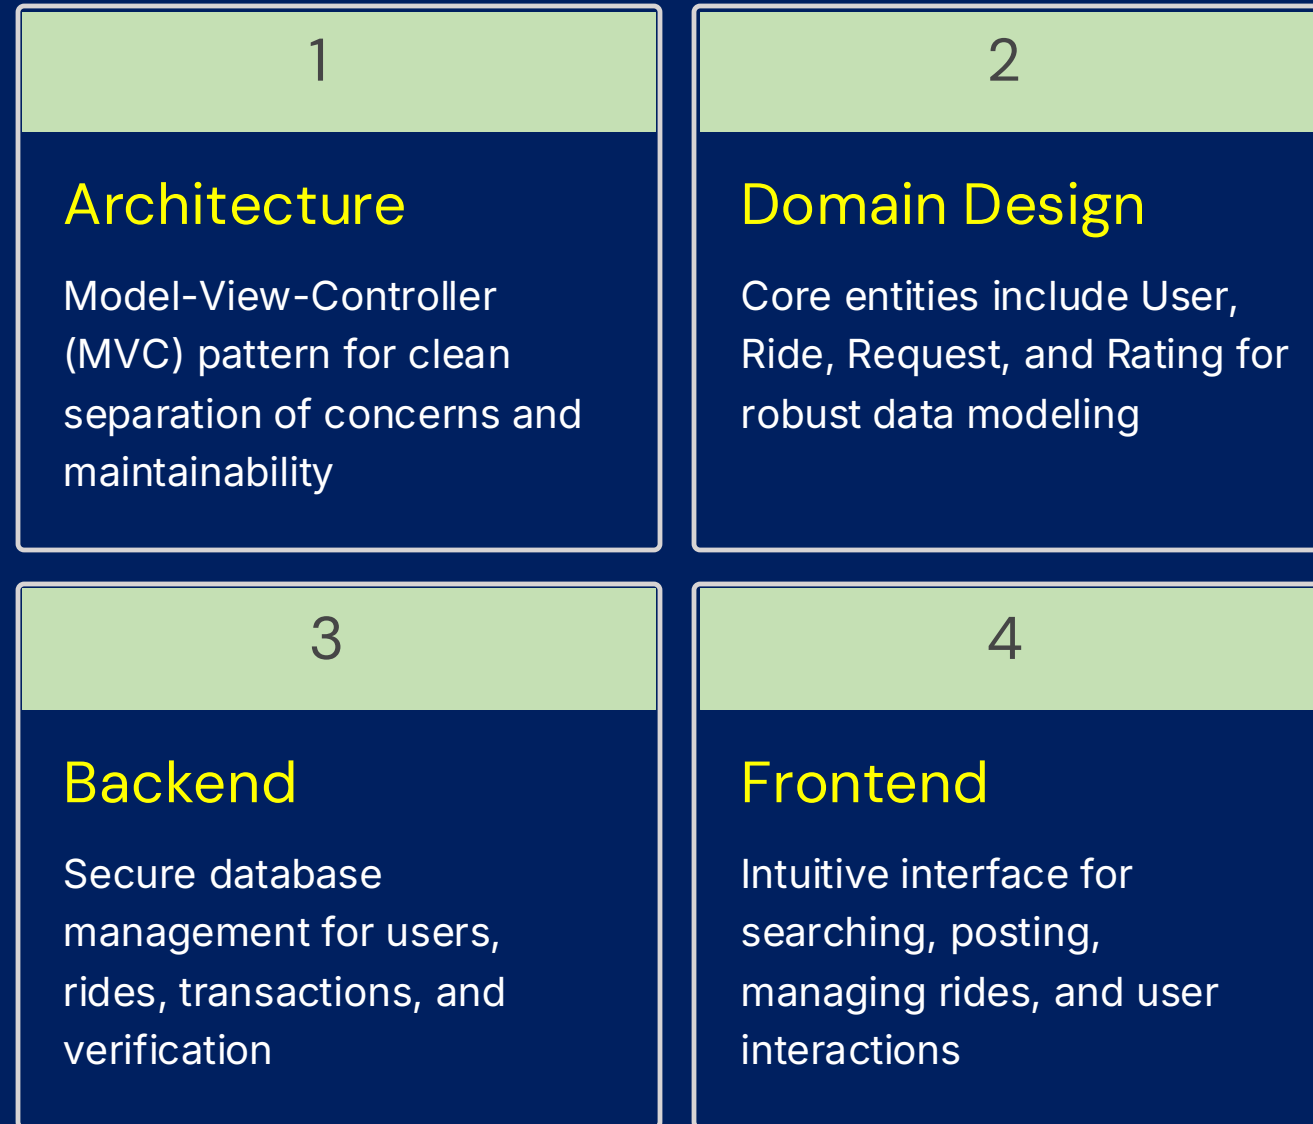 1
Architecture
Model-View-Controller
(MVC) pattern for clean
separation of concerns and
maintainability
2
Domain Design
Core entities include User,
Ride, Request, and Rating for
robust data modeling
3
Backend
Secure database
management for users,
rides, transactions, and
verification
4
Frontend
Intuitive interface for
searching, posting,
managing rides, and user
interactions